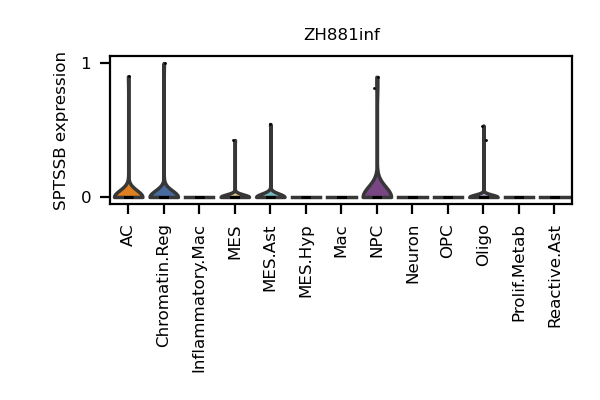 ZH881inf
SPTSSB expression
1
0
AC
Chromatin.Reg
Inflammatory.Mac
MES
MES.Ast
MES.Hyp
Mac
NPC
Neuron
OPC
Oligo
Prolif.Metab
Reactive.Ast